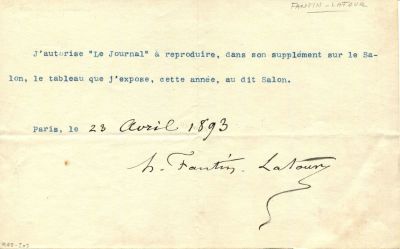 FANTIN-LATOUR
J'autorise "Le Journal" à reproduire, dans son supplément sur le Sa-
lon, le tableau que j'expose, cette année, au dit Salon.
Paris, le 28 Avril 1893
h. Fantin. Latour